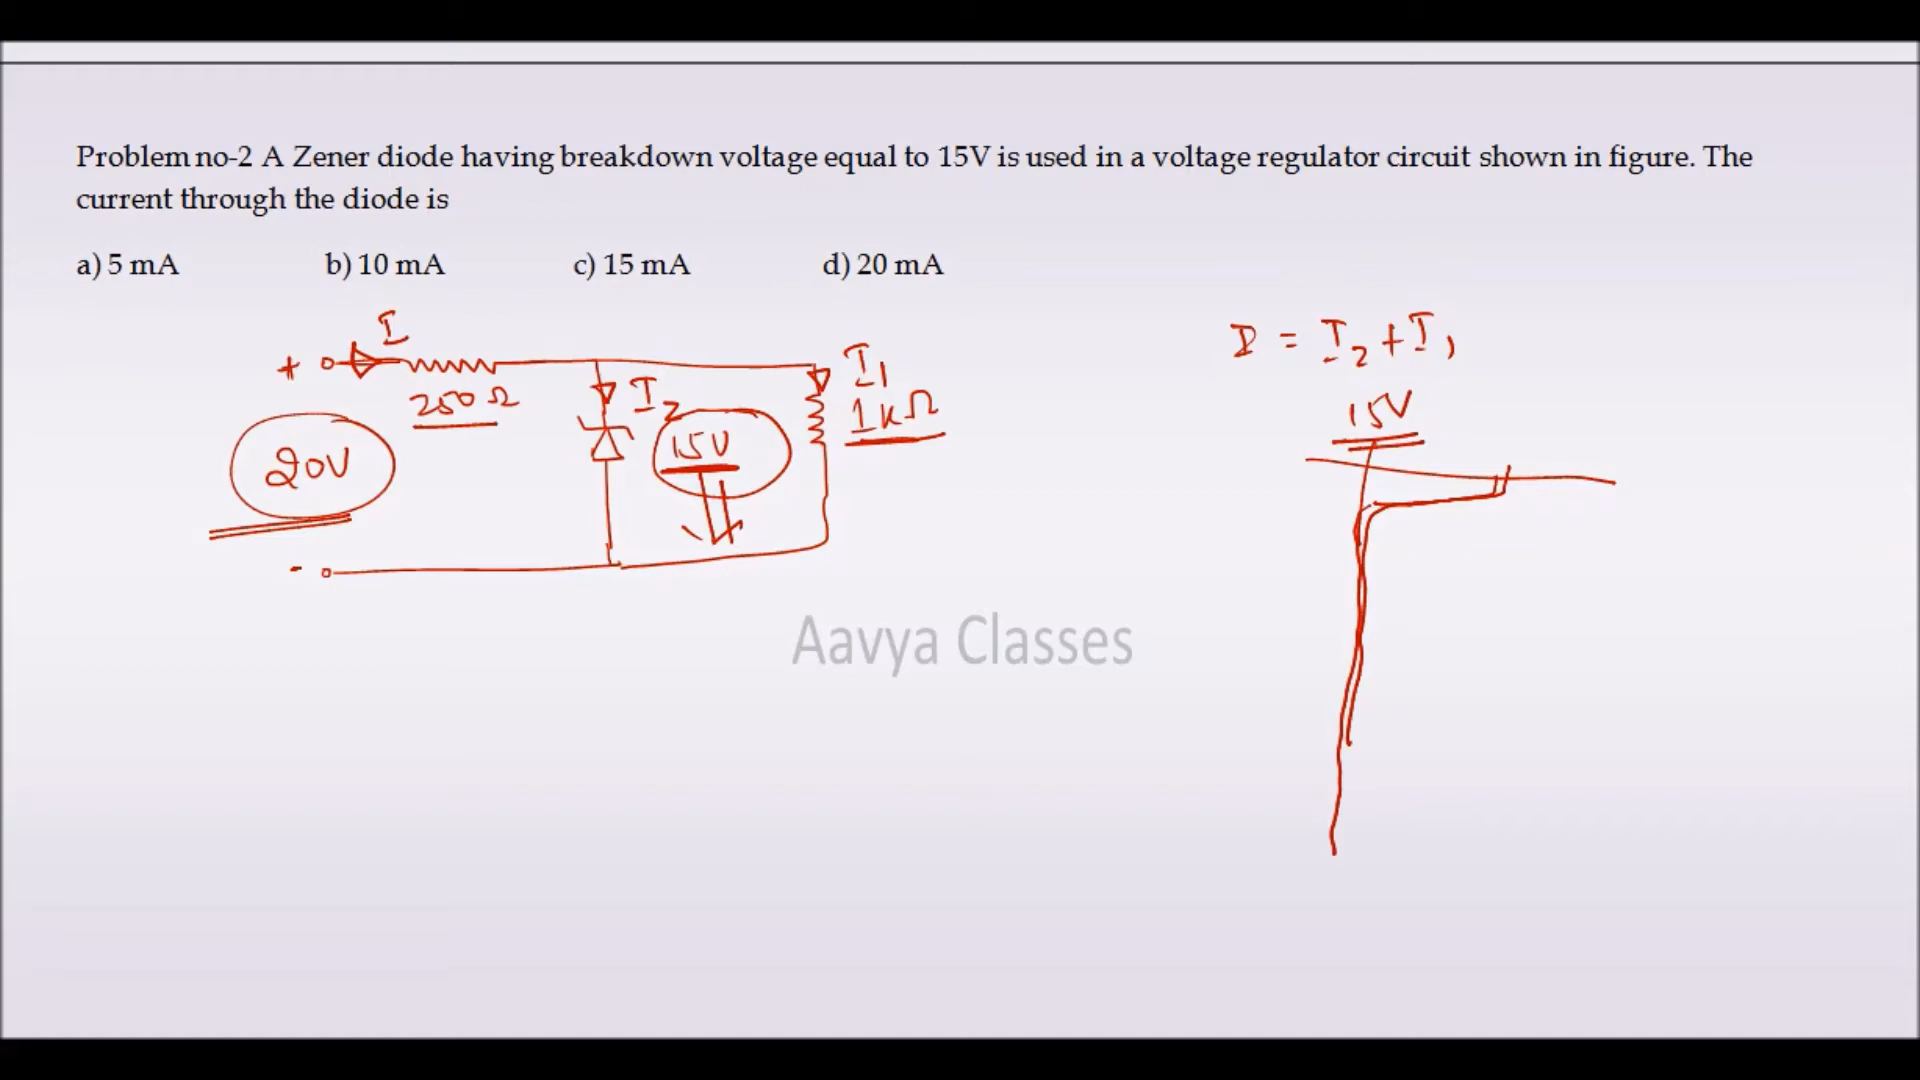 Problem no-2 A Zener diode having breakdown voltage equal to 15V is used in a voltage regulator circuit shown in figure. The
current through the diode is
a) 5 mA b) 10 mA c) 15 mA d) 20 mA
I
I = I2 + I1
+
I1
250 Ω
I2
1kΩ
15V
20V
15V
-
Aavya Classes